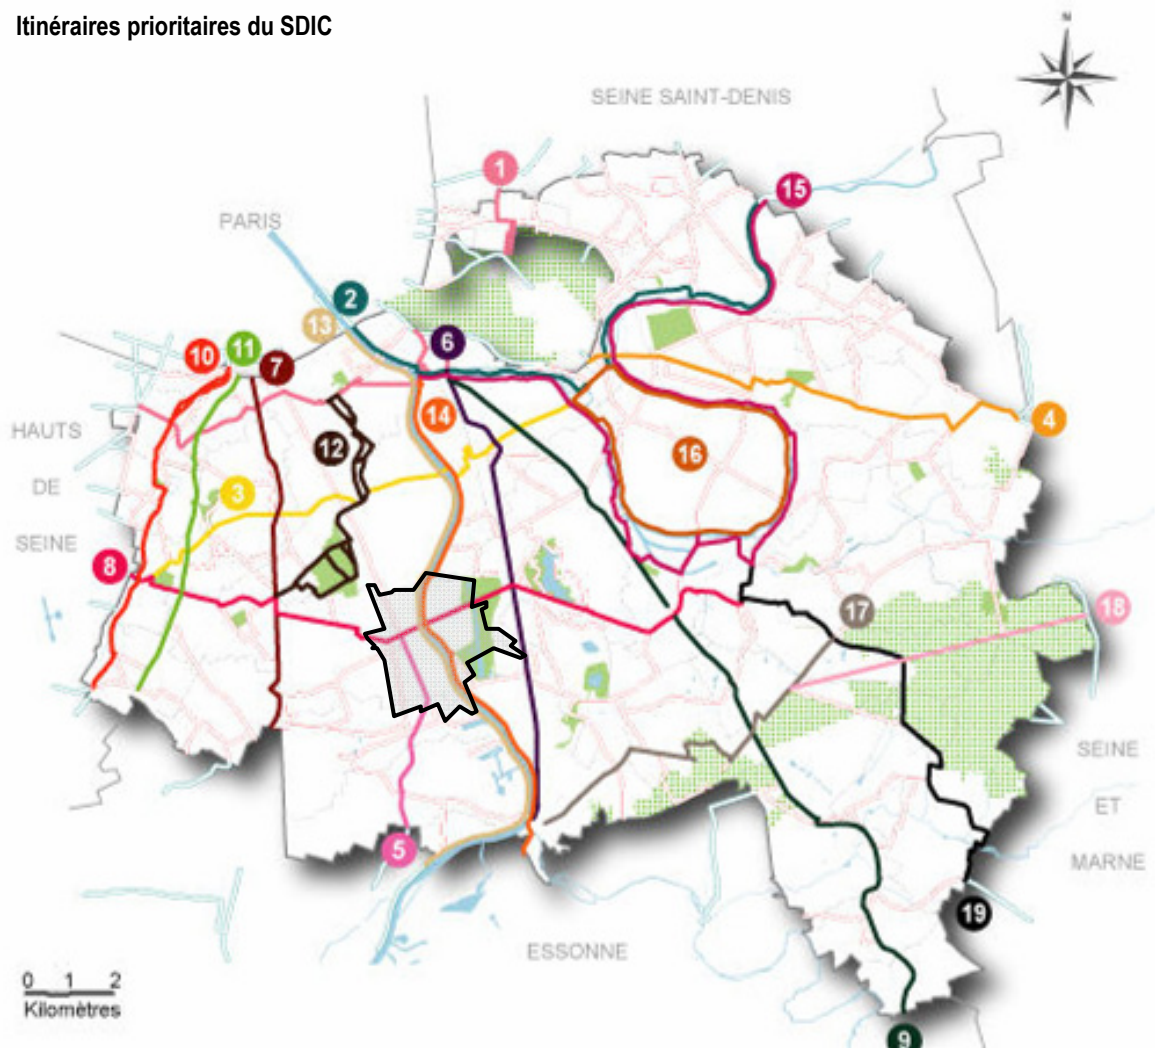 Itinéraires prioritaires du SDIC
N
SEINE SAINT-DENIS
1
15
PARIS
2
13
6
10
11
7
14
4
HAUTS
DE
SEINE
12
16
3
8
17
18
SEINE
ET
MARNE
5
19
ESSONNE
0 1 2
Kilomètres
9